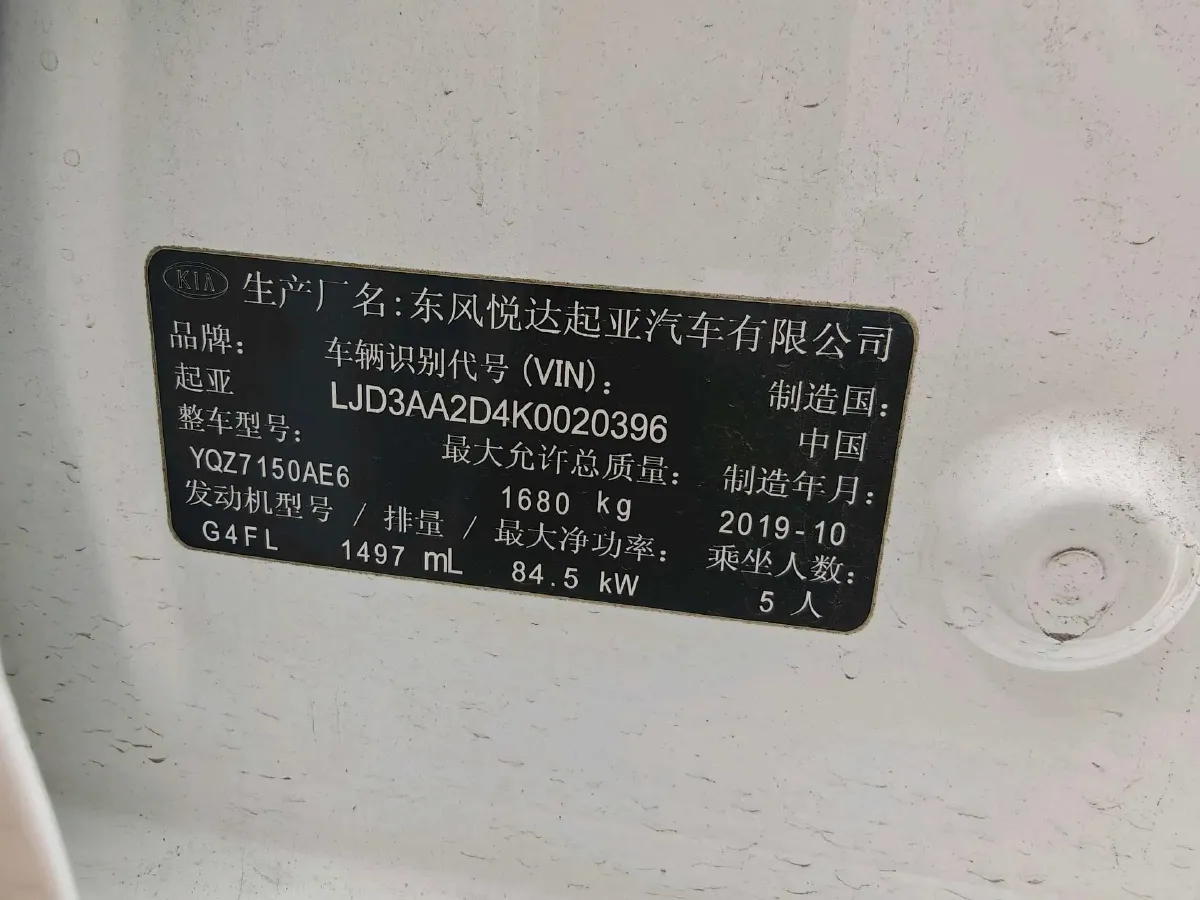 KIA 生产厂名:东风悦达起亚汽车有限公司
品牌: 车辆识别代号(VIN): 制造国:
起亚 LJD3AA2D4K0020396 中国
整车型号: 最大允许总质量: 制造年月:
YQZ7150AE6 1680 kg 2019-10
发动机型号 / 排量 / 最大净功率: 乘坐人数:
G4FL 1497 mL 84.5 kW 5 人